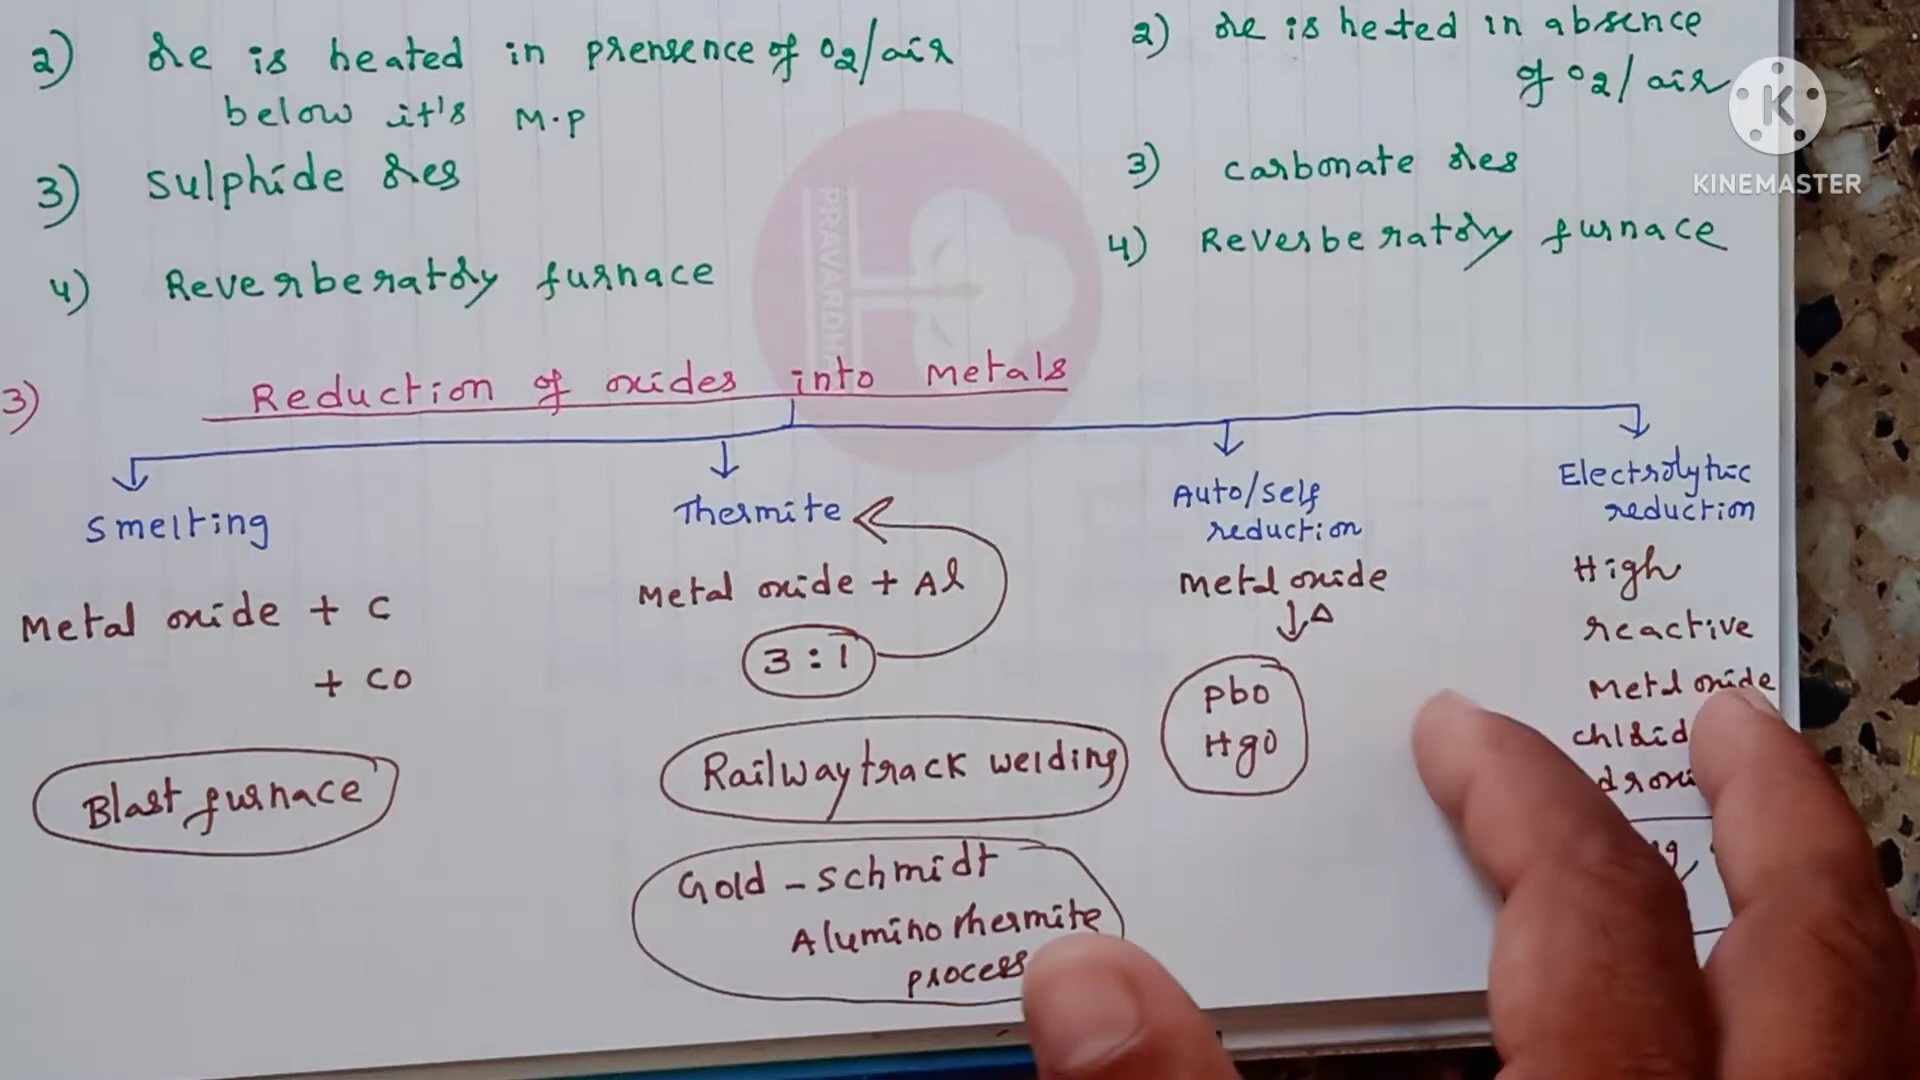 2) ore is heated in prensence of O2/air
below it's M.P
3) Sulphide ores
4) Reverberatory furnace
2) ore is heted in absence
of O2/air
3) carbonate ores
4) Reverberatory furnace
KINEMASTER
K
3) Reduction of oxides into metals
Smelting
Metal oxide + C
+ CO
Blast furnace
Thermite
Metal oxide + Al
3 : 1
Railway track welding
Gold - schmidt
Alumino thermite
process
Auto/self
reduction
Metal oxide
↓Δ
PbO
HgO
Electrolytic
reduction
High
reactive
Metal oxide